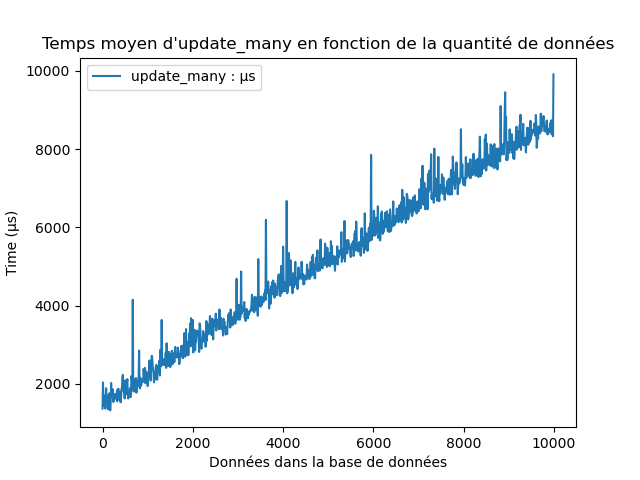 Temps moyen d'update_many en fonction de la quantité de données
update_many : µs
10000
8000
6000
4000
2000
Time (µs)
0 2000 4000 6000 8000 10000
Données dans la base de données